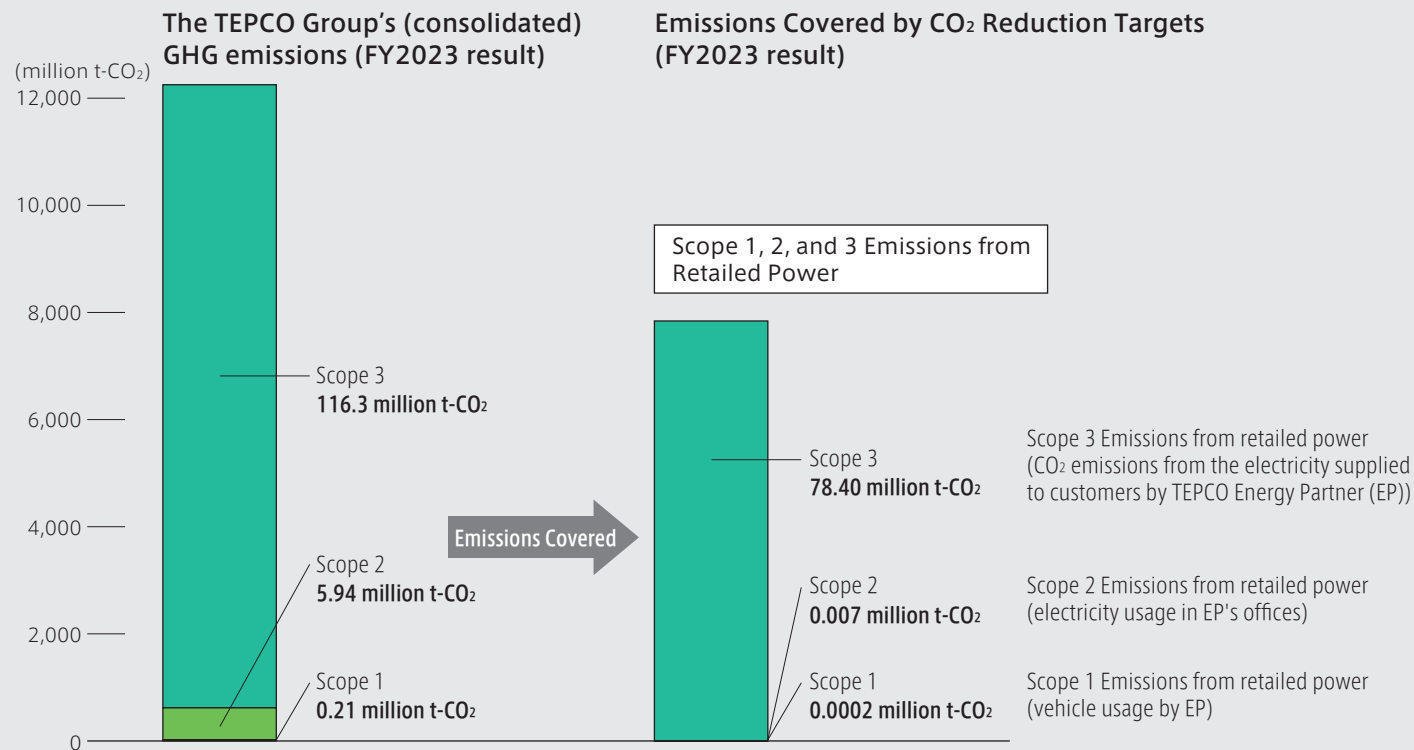 The TEPCO Group's (consolidated)
GHG emissions (FY2023 result)
(million t-CO₂)
12,000
10,000
8,000
6,000
4,000
2,000
0
Scope 3
116.3 million t-CO₂
Scope 2
5.94 million t-CO₂
Scope 1
0.21 million t-CO₂
Emissions Covered
Emissions Covered by CO₂ Reduction Targets
(FY2023 result)
Scope 1, 2, and 3 Emissions from
Retailed Power
Scope 3
78.40 million t-CO₂
Scope 3 Emissions from retailed power
(CO₂ emissions from the electricity supplied
to customers by TEPCO Energy Partner (EP))
Scope 2
0.007 million t-CO₂
Scope 2 Emissions from retailed power
(electricity usage in EP's offices)
Scope 1
0.0002 million t-CO₂
Scope 1 Emissions from retailed power
(vehicle usage by EP)